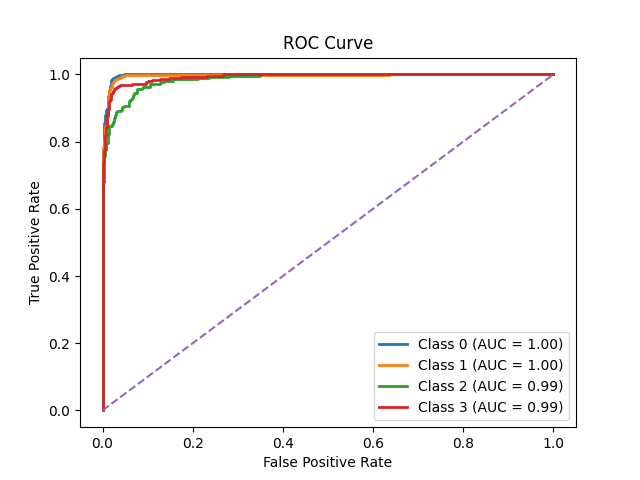 ROC Curve
True Positive Rate
1.0
0.8
0.6
0.4
0.2
0.0
Class 0 (AUC = 1.00)
Class 1 (AUC = 1.00)
Class 2 (AUC = 0.99)
Class 3 (AUC = 0.99)
0.0 0.2 0.4 0.6 0.8 1.0
False Positive Rate